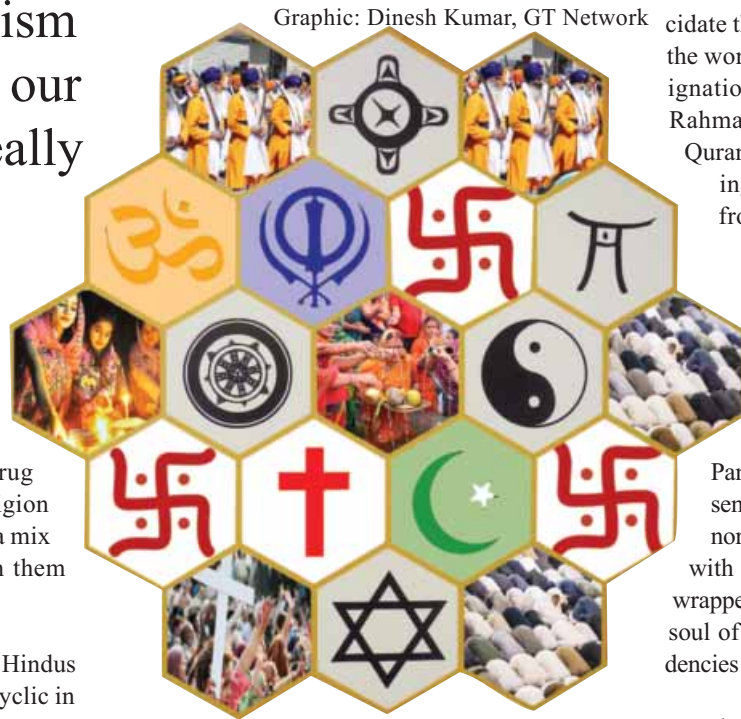 ism
our
eally
Graphic: Dinesh Kumar, GT Network
cidate t
the wor
ignatio
Rahma
Quran
in
fro
ॐ
rug
igion
a mix
them
Hindus
yclic in
Par
sen
nor
with
wrappe
soul of
dencies